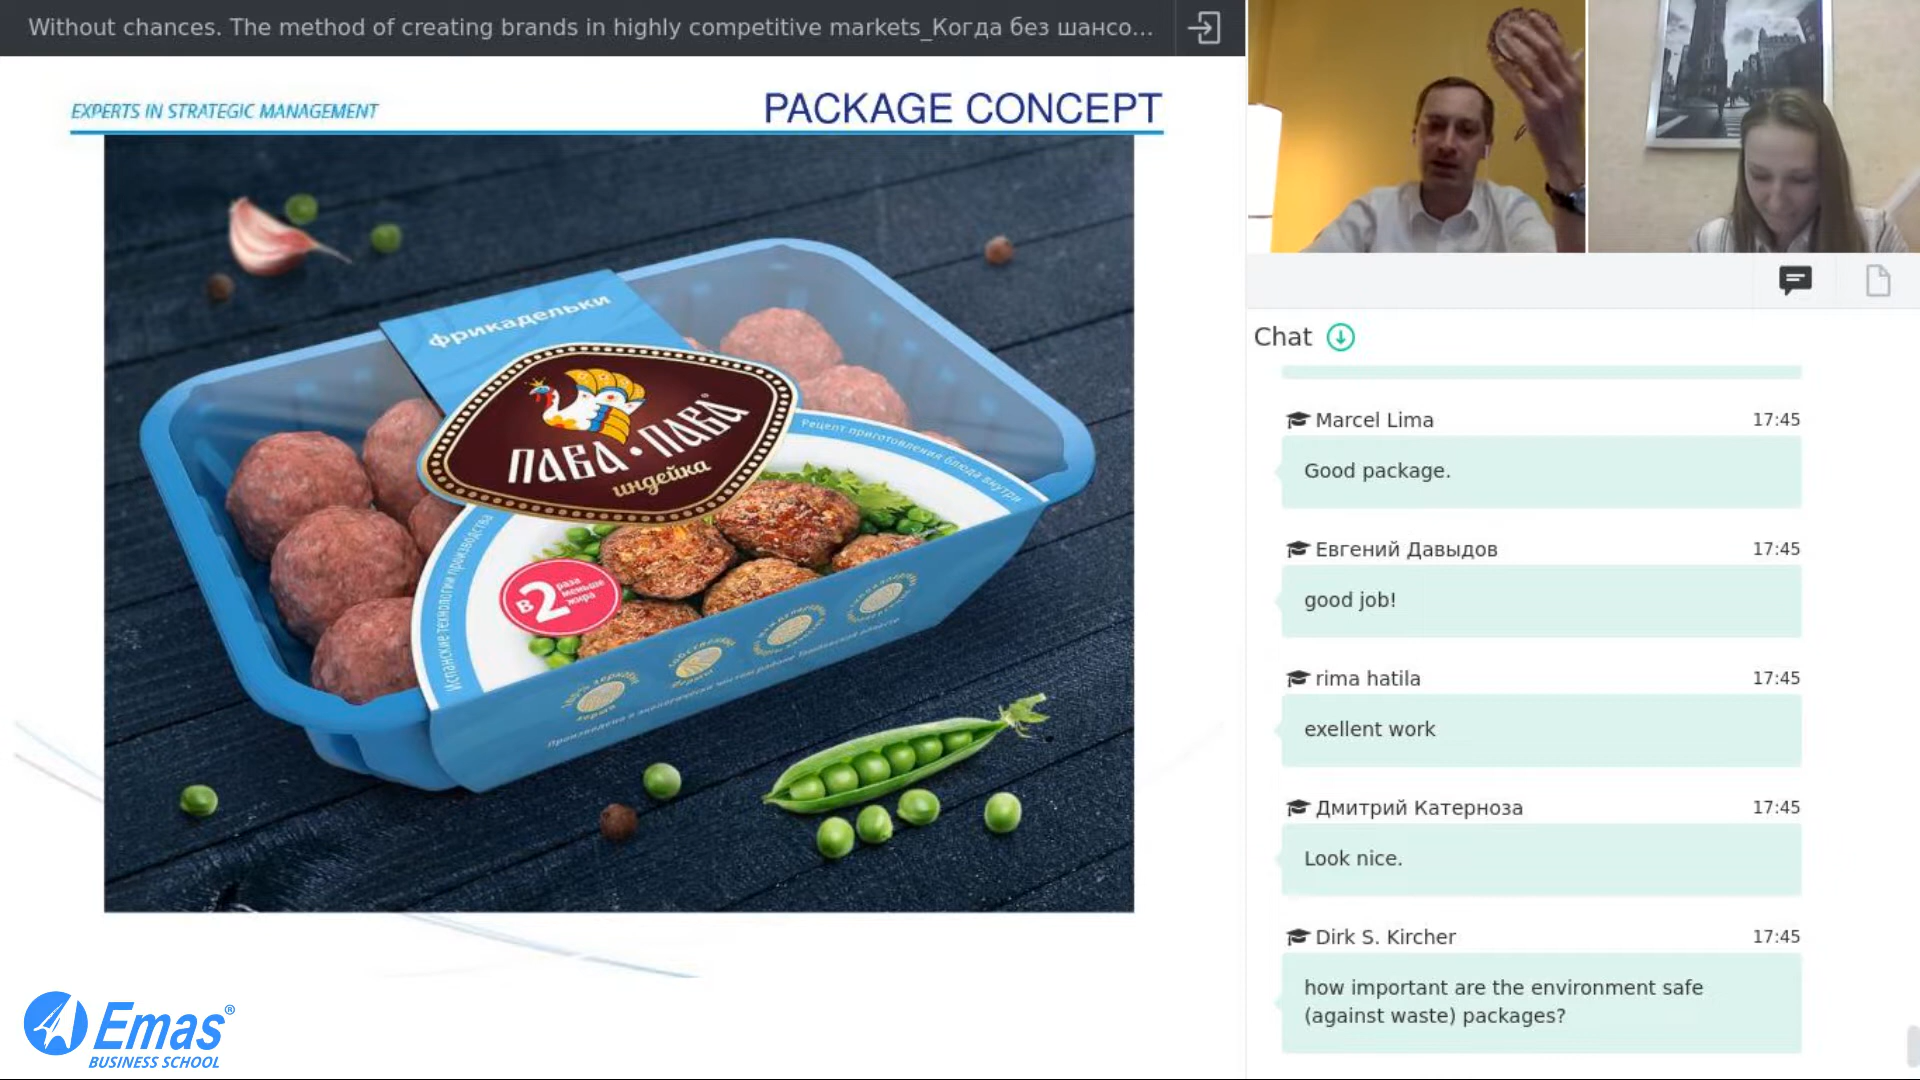 Without chances. The method of creating brands in highly competitive markets_Когда без шансо...
EXPERTS IN STRATEGIC MANAGEMENT
PACKAGE CONCEPT
фрикадельки
ПАВА•ПАВА®
индейка
Рецепт приготовления блюда внутри
Испанские технологии производства
В 2 раза
меньше
жира
Emas®
BUSINESS SCHOOL
Chat
Marcel Lima 17:45
Good package.
Евгений Давыдов 17:45
good job!
rima hatila 17:45
exellent work
Дмитрий Катерноза 17:45
Look nice.
Dirk S. Kircher 17:45
how important are the environment safe
(against waste) packages?